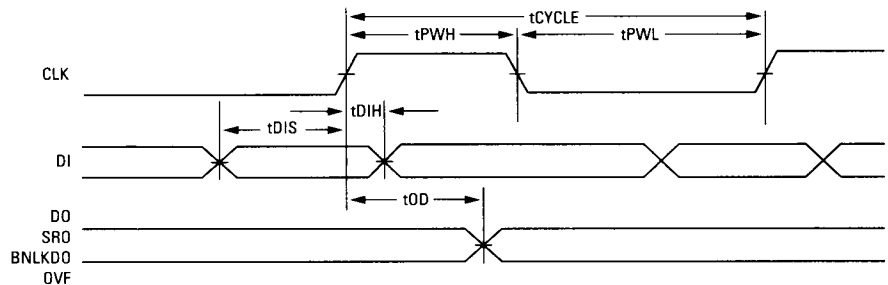 tCYCLE
tPWH
tPWL
CLK
tDIH
tDIS
DI
tOD
DO
SRO
BNLKDO
OVF